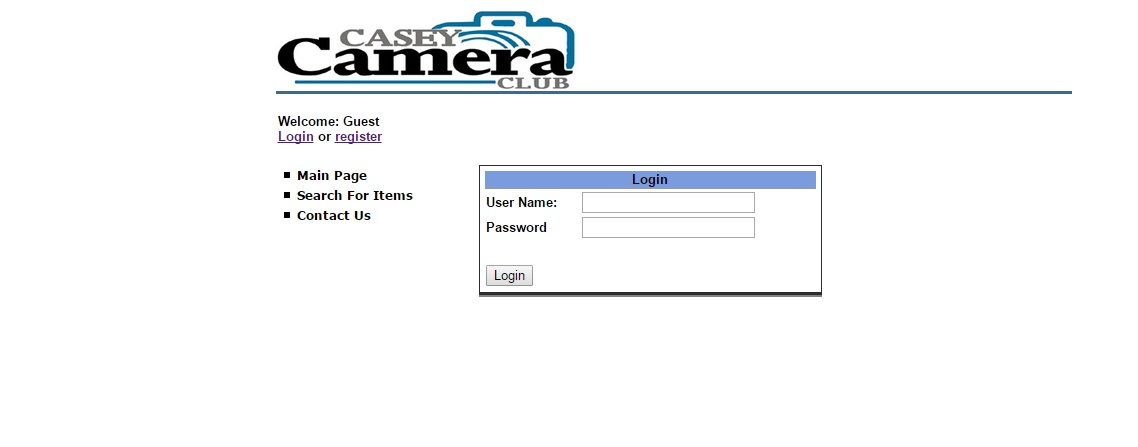 CASEY
Camera
CLUB
Welcome: Guest
Login or register
Main Page
Search For Items
Contact Us
Login
User Name:
Password
Login